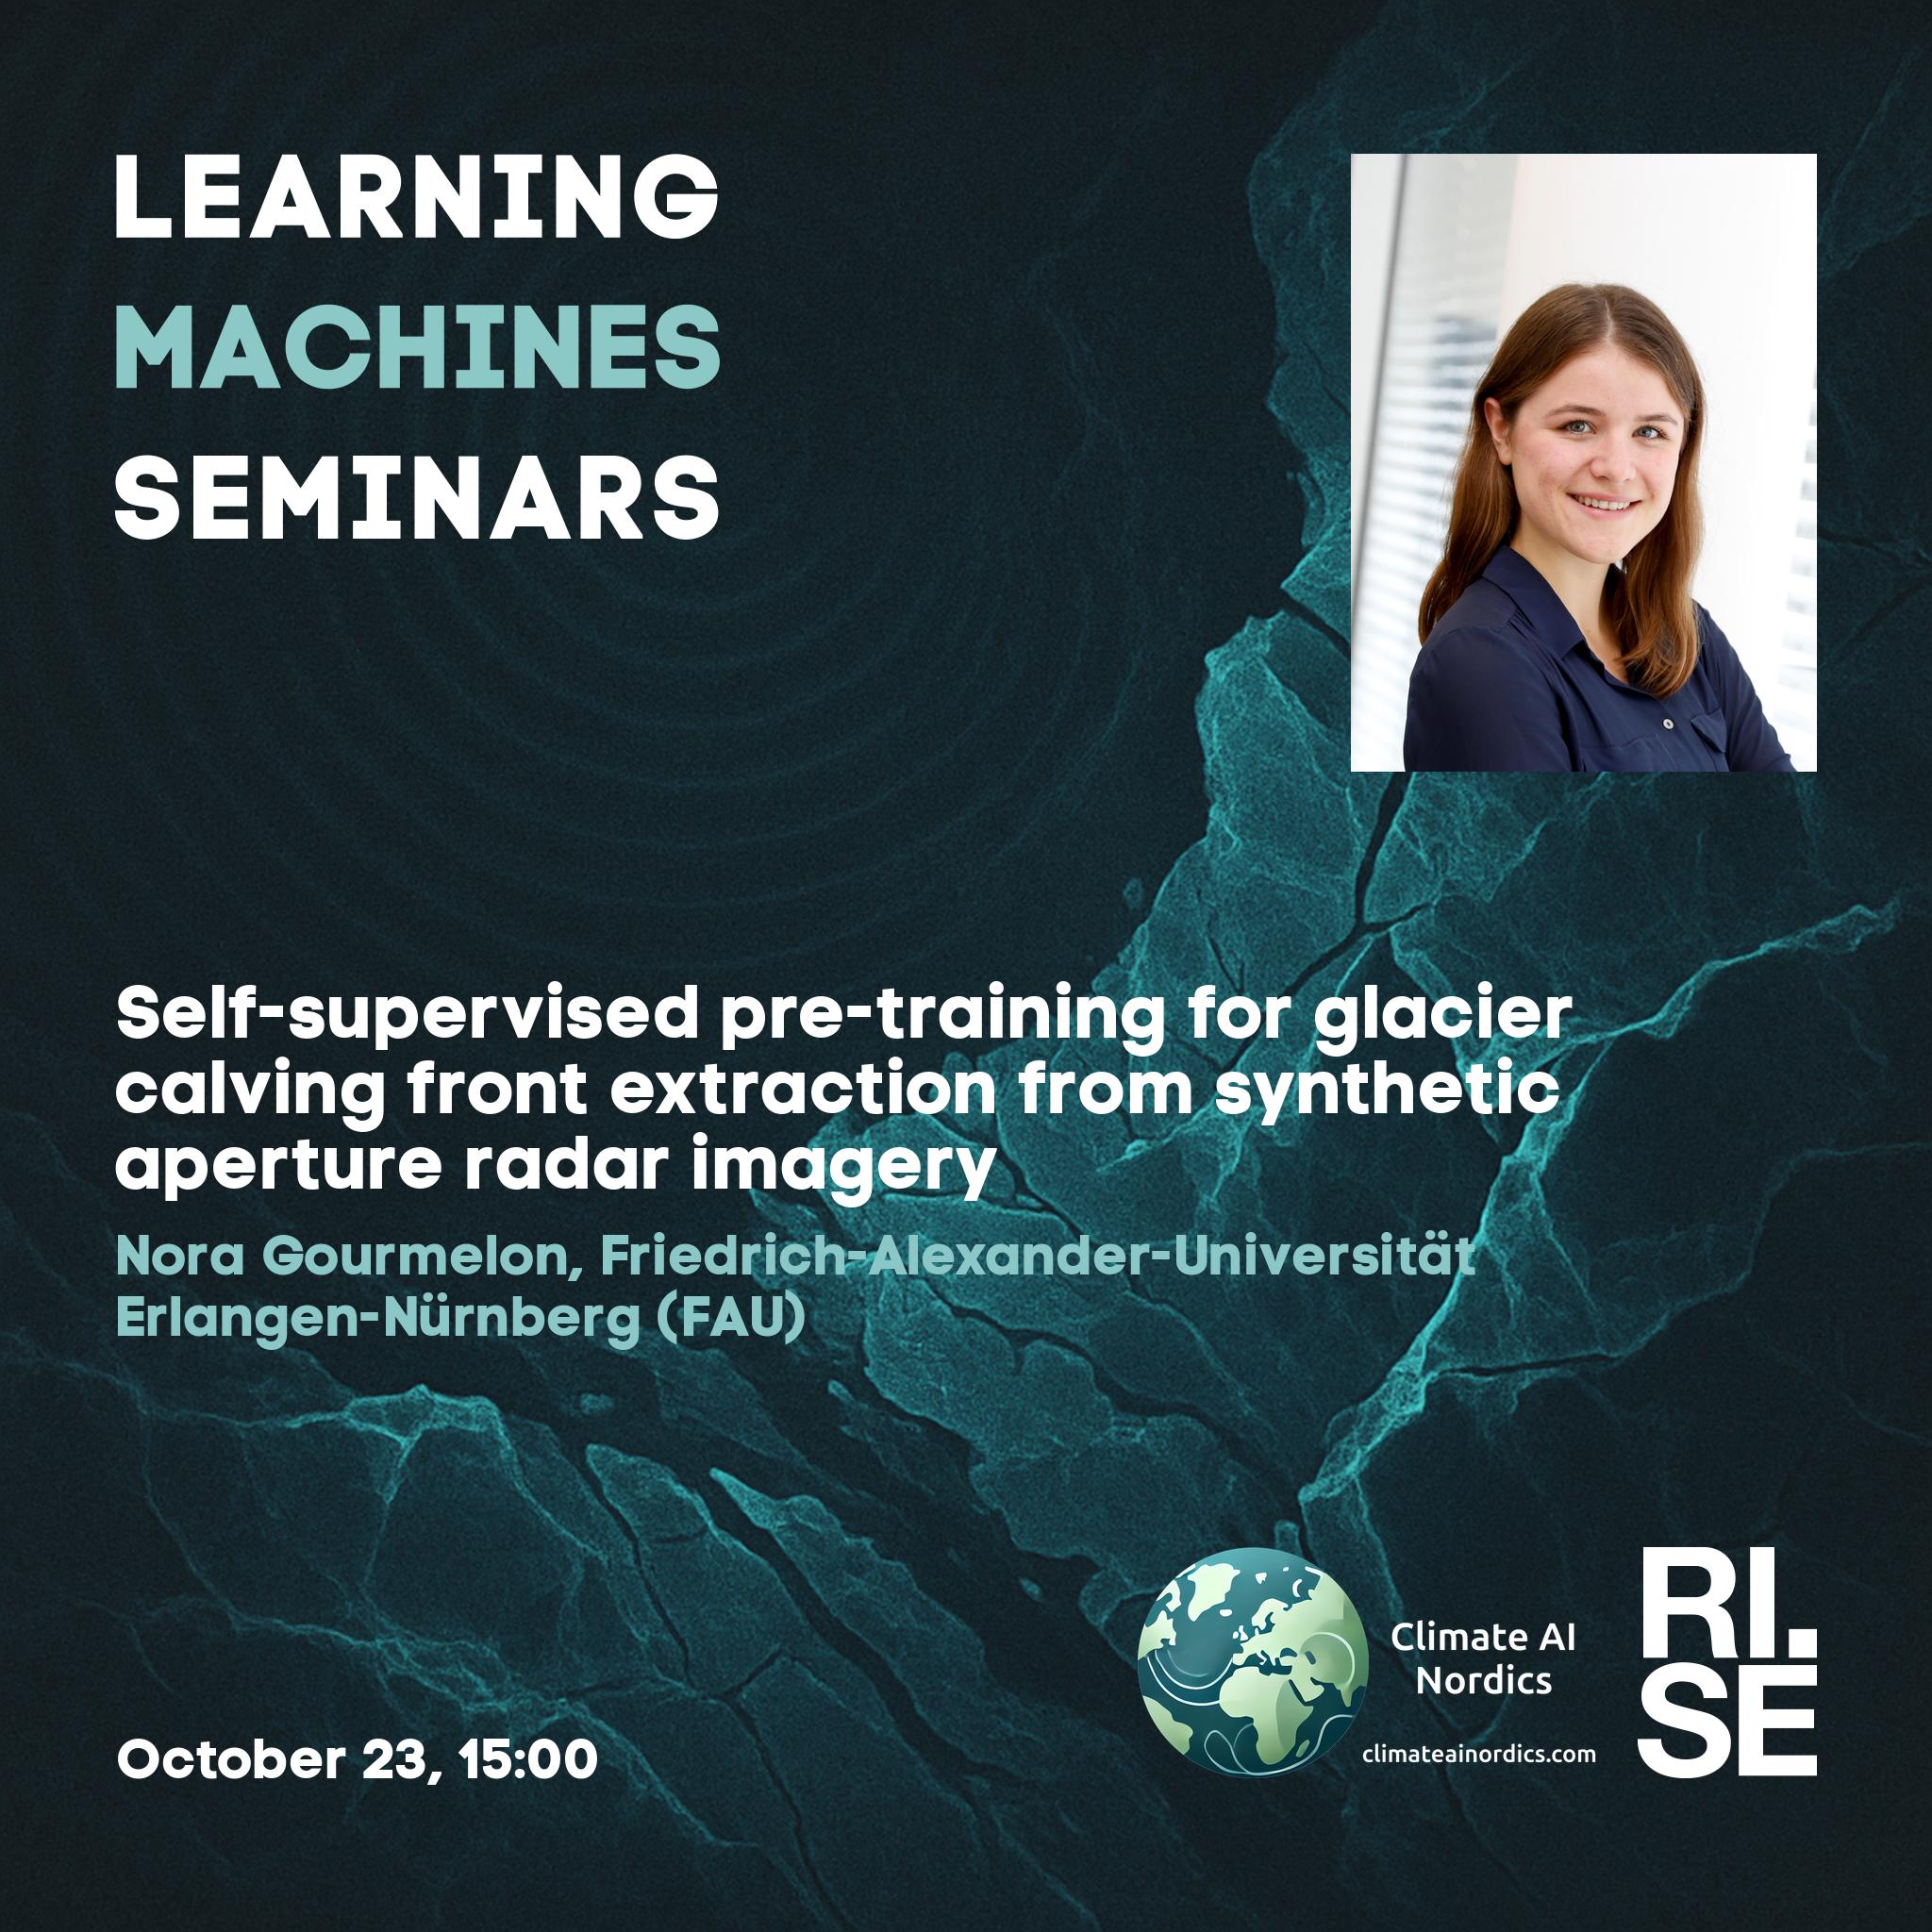 LEARNING
MACHINES
SEMINARS
Self-supervised pre-training for glacier
calving front extraction from synthetic
aperture radar imagery
Nora Gourmelon, Friedrich-Alexander-Universität
Erlangen-Nürnberg (FAU)
October 23, 15:00
Climate AI
Nordics
climateainordics.com
RI.
SE